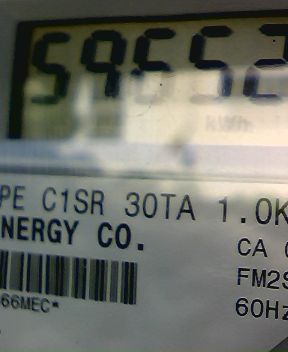 59552
kWh
PE C1SR 30TA 1.0K
NERGY CO.
CA
FM2S
66MEC*
60Hz